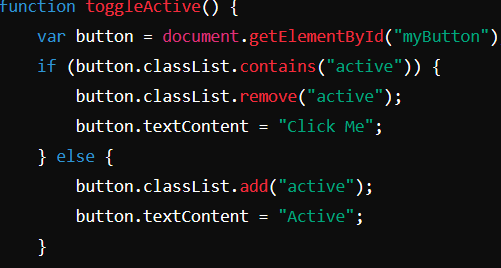 function toggleActive() {
    var button = document.getElementById("myButton")
    if (button.classList.contains("active")) {
        button.classList.remove("active");
        button.textContent = "Click Me";
    } else {
        button.classList.add("active");
        button.textContent = "Active";
    }